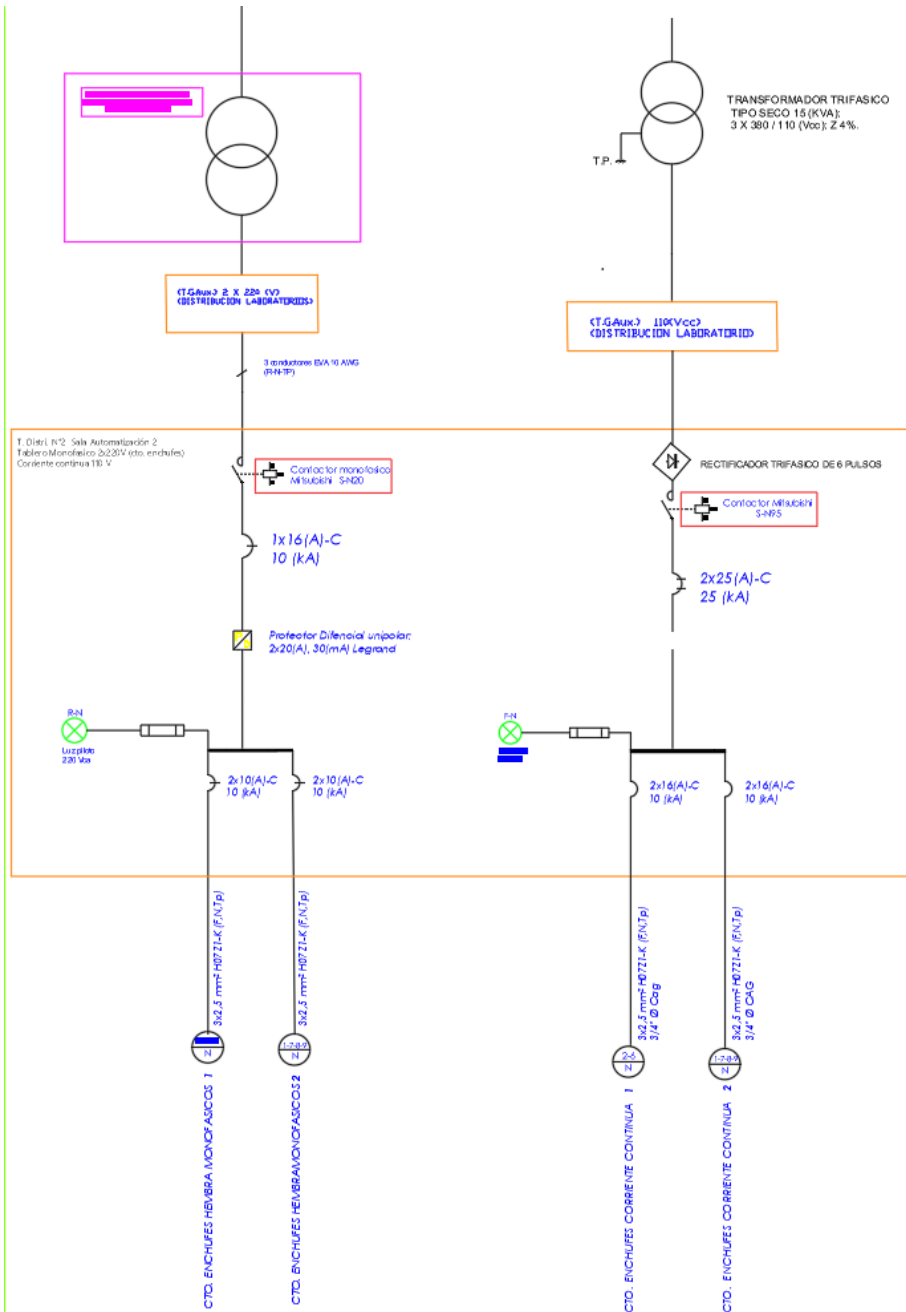 TRANSFORMADOR TRIFASICO
TIPO SECO 15 (KVA);
3 X 380 / 110 (Vcc); Z 4%.
T.P.
(T.GAux.) 2 X 220 (V)
(DISTRIBUCION LABORATORIOS)
(T.GAux.) 110(Vcc)
(DISTRIBUCION LABORATORIO)
3 conductores EVA 10 AWG
(R-N-TP)
T. Distri. N°2 Sala Automatización 2
Tablero Monofasico 2x220V (cto. enchufes)
Corriente continua 110 V
Contactor monofasico
Mitsubishi S-N20
RECTIFICADOR TRIFASICO DE 6 PULSOS
Contactor Mitsubishi
S-N95
1x16(A)-C
10 (kA)
2x25(A)-C
25 (kA)
Protector Difencial unipolar:
2x20(A), 30(mA) Legrand
R-N
Luz piloto
220 Vca
F-N
2x10(A)-C
10 (kA)
2x10(A)-C
10 (kA)
2x16(A)-C
10 (kA)
2x16(A)-C
10 (kA)
3x2,5 mm² H07Z1-K (F,N,Tp)
3x2,5 mm² H07Z1-K (F,N,Tp)
3x2,5 mm² H07Z1-K (F,N,Tp)
3/4" Ø Cag
3x2,5 mm² H07Z1-K (F,N,Tp)
3/4" Ø CAG
N
1-7-8-9
N
2-6
N
1-7-8-9
N
CTO. ENCHUFES HEMBRA MONOFASICOS 1
CTO. ENCHUFES HEMBRAMONOFASICOS 2
CTO. ENCHUFES CORRIENTE CONTINUA 1
CTO. ENCHUFES CORRIENTE CONTINUA 2